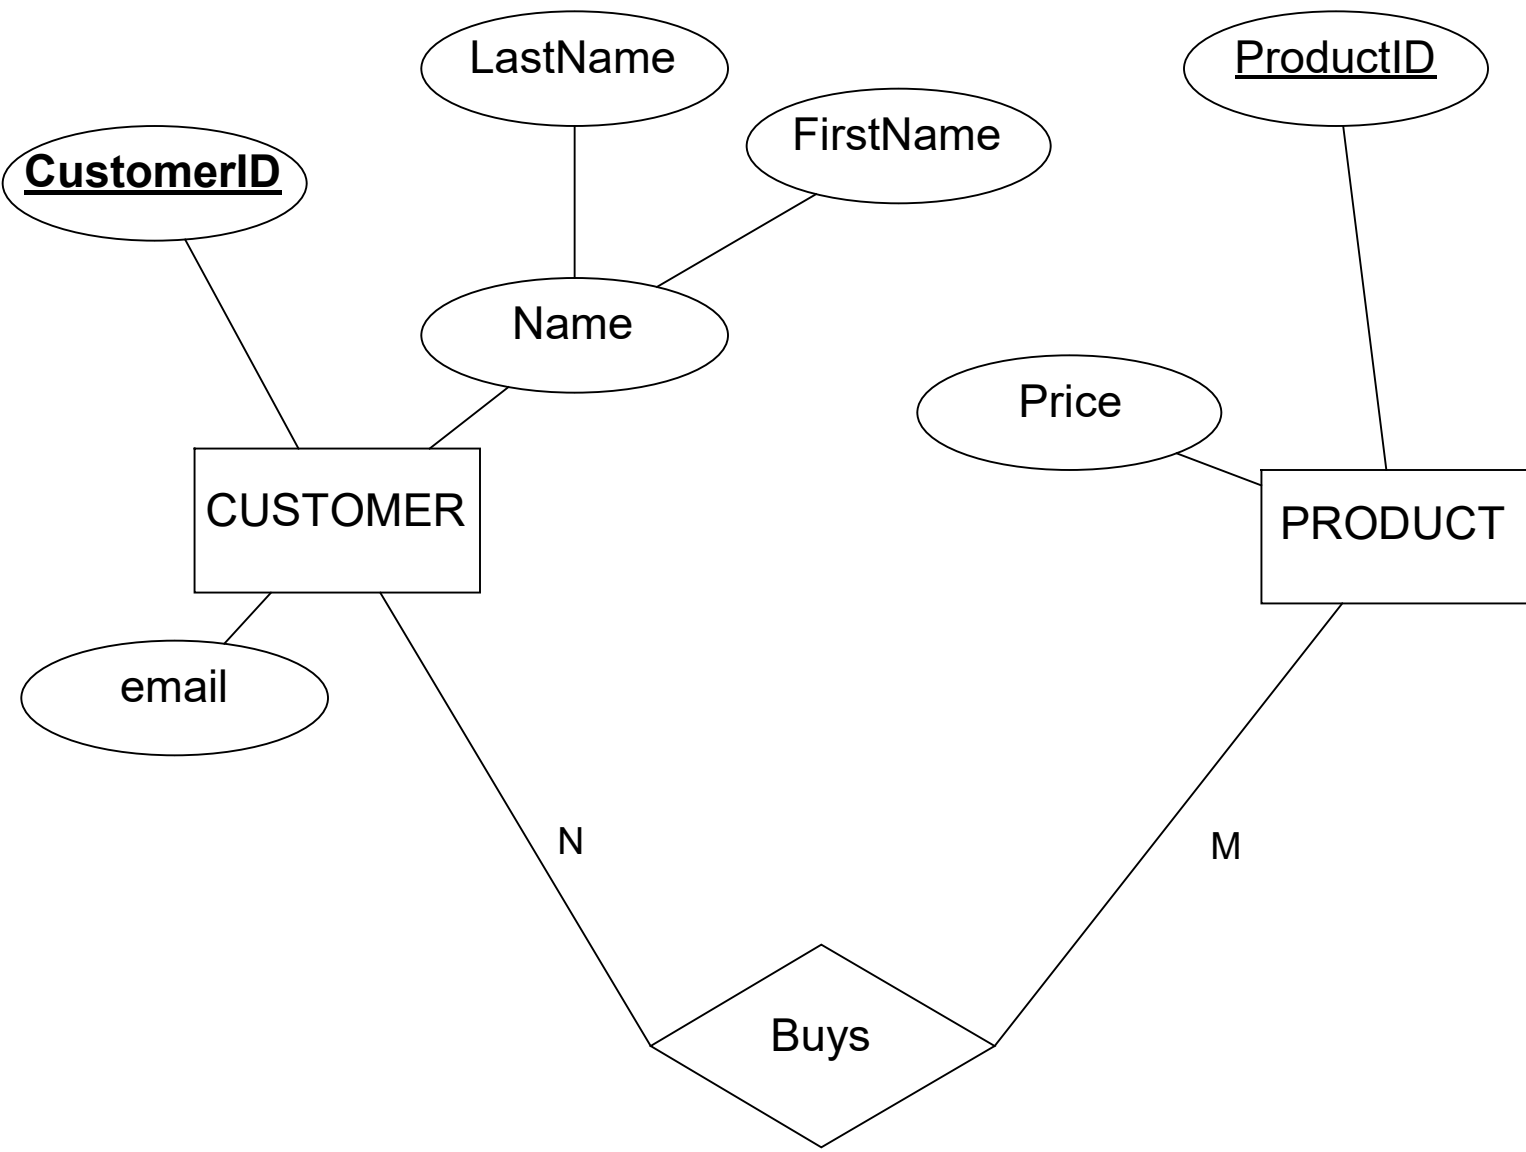 LastName
ProductID
FirstName
CustomerID
Name
Price
CUSTOMER
PRODUCT
email
N
M
Buys